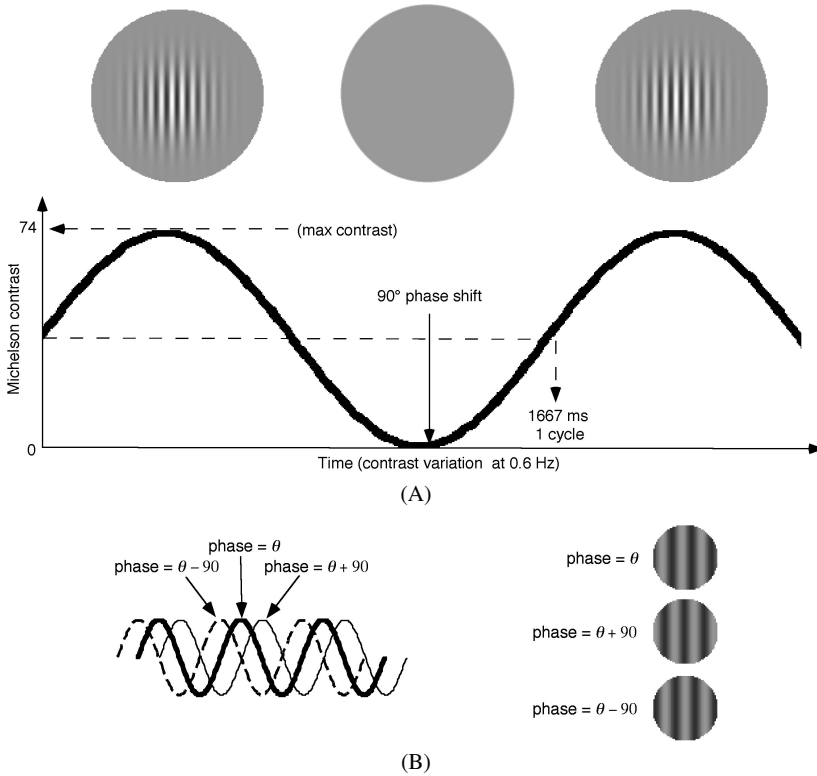 74
(max contrast)
Michelson contrast
90° phase shift
1667 ms
1 cycle
0
Time (contrast variation at 0.6 Hz)
(A)
phase = θ
phase = θ – 90
phase = θ + 90
phase = θ
phase = θ + 90
phase = θ – 90
(B)